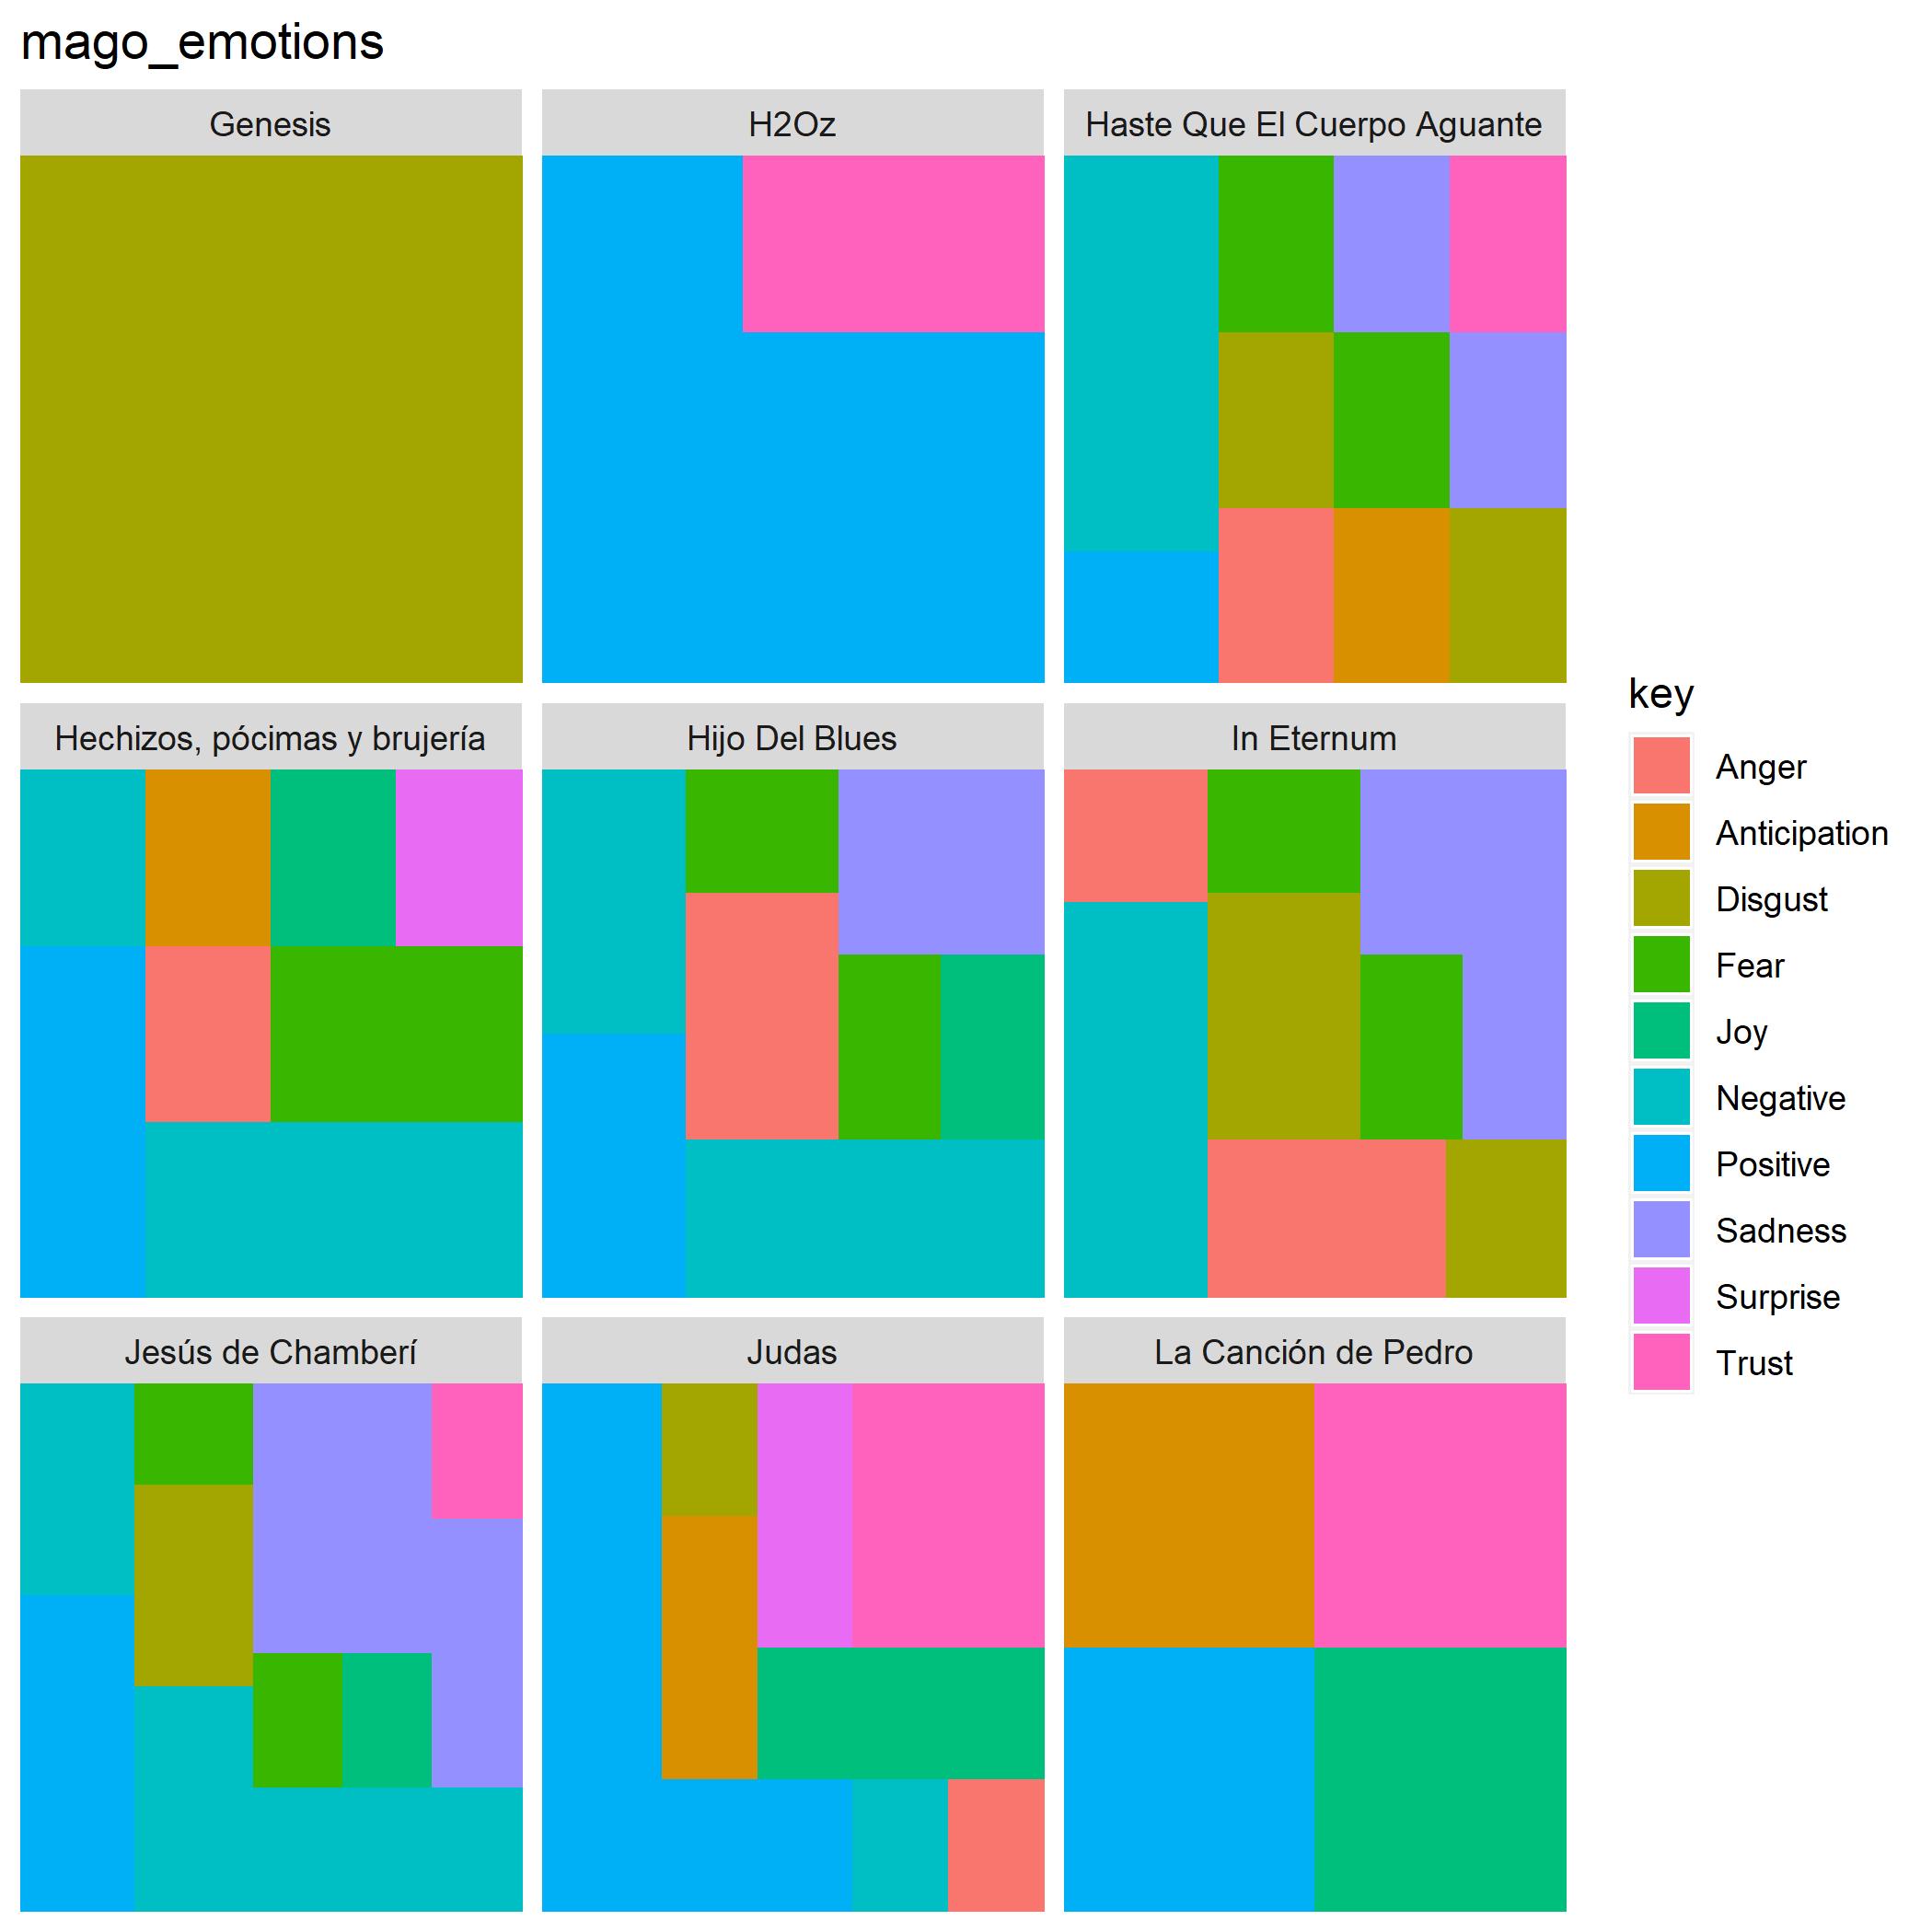 mago_emotions
Genesis
H2Oz
Haste Que El Cuerpo Aguante
Hechizos, pócimas y brujería
Hijo Del Blues
In Eternum
Jesús de Chamberí
Judas
La Canción de Pedro
key
Anger
Anticipation
Disgust
Fear
Joy
Negative
Positive
Sadness
Surprise
Trust